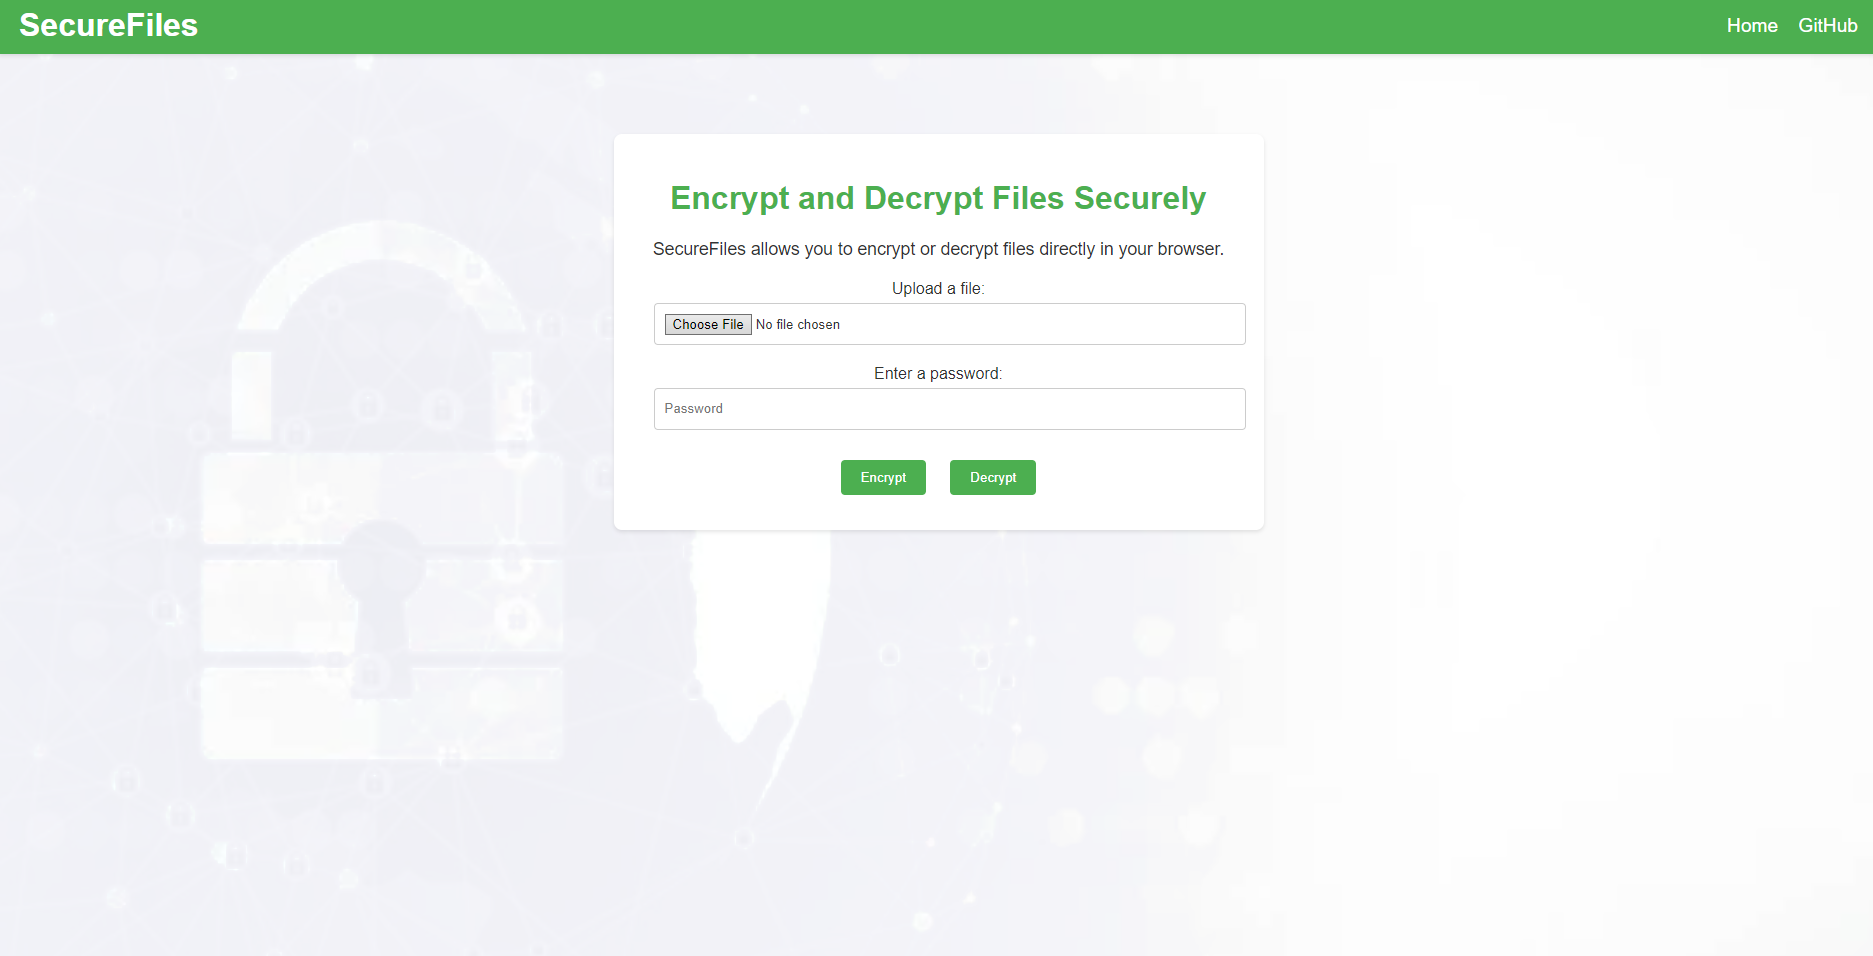 SecureFiles
Home GitHub
Encrypt and Decrypt Files Securely
SecureFiles allows you to encrypt or decrypt files directly in your browser.
Upload a file:
Choose File No file chosen
Enter a password:
Password
Encrypt Decrypt